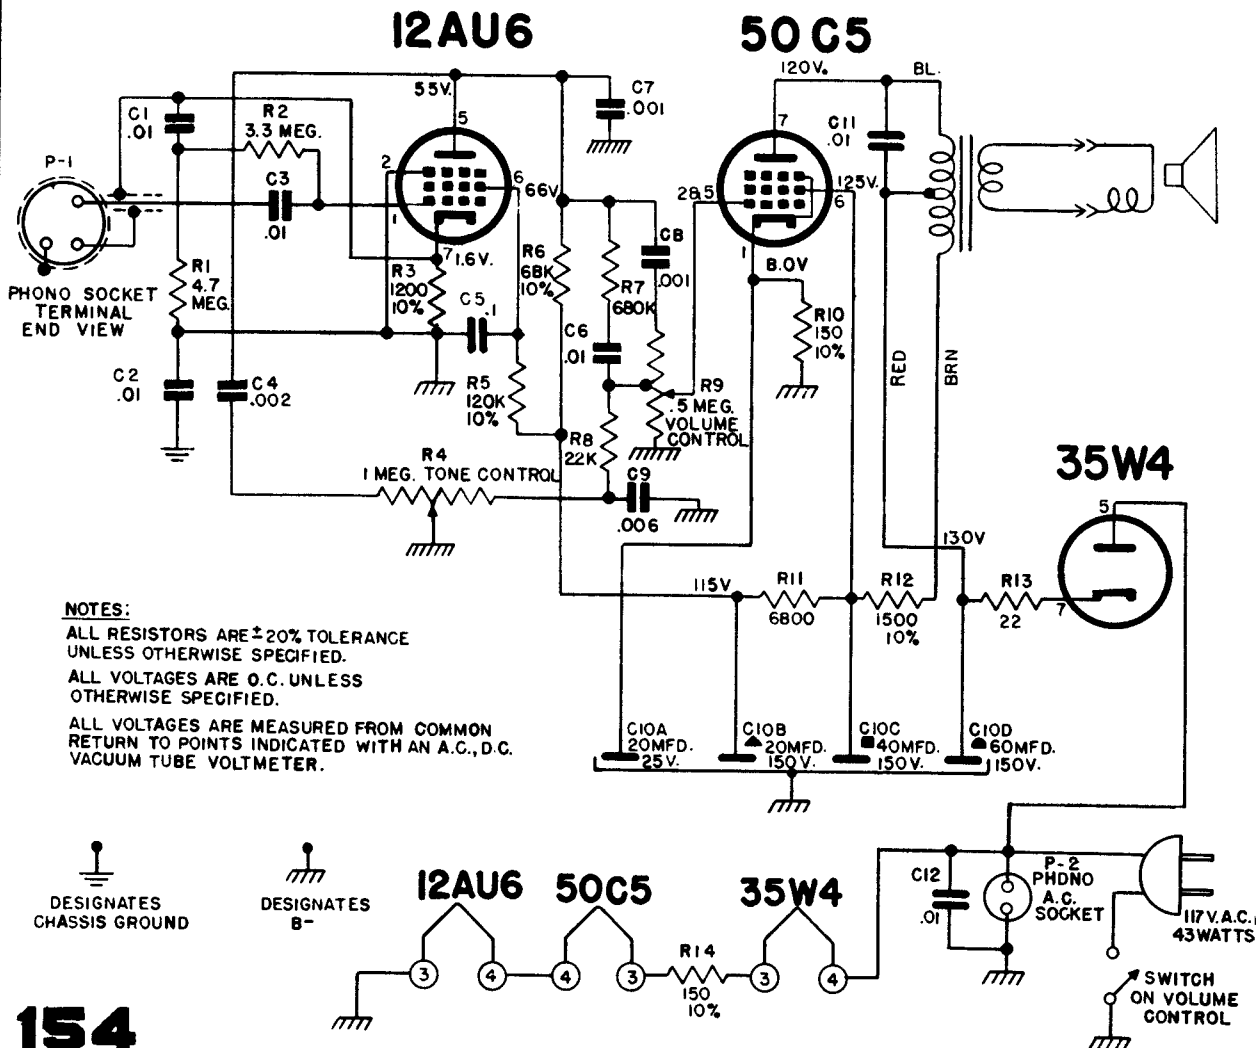 12AU6
50C5
120V.
BL.
55V.
C7
.001
C1
.01
R2
3.3 MEG.
5
7
C11
.01
P-1
2
6
66V.
C3
.01
1
2&5
125V.
6
C8
.001
7
1.6V.
1
8.0V
R1
4.7
MEG.
R3
1200
10%
R6
68K
10%
R7
680K
PHONO SOCKET
TERMINAL
END VIEW
C5
.1
C6
.01
R10
150
10%
RED
BRN
C2
.01
C4
.002
R5
120K
10%
R9
.5 MEG.
VOLUME
CONTROL
R8
22K
R4
1 MEG. TONE CONTROL
C9
.006
35W4
5
130V
115V
R11
6800
R12
1500
10%
R13
22
7
NOTES:
ALL RESISTORS ARE ±20% TOLERANCE
UNLESS OTHERWISE SPECIFIED.
ALL VOLTAGES ARE D.C. UNLESS
OTHERWISE SPECIFIED.
ALL VOLTAGES ARE MEASURED FROM COMMON
RETURN TO POINTS INDICATED WITH AN A.C., D.C.
VACUUM TUBE VOLTMETER.
C10A
20MFD.
25V.
C10B
▲20MFD.
150V.
C10C
■40MFD.
150V.
C10D
60MFD.
150V.
DESIGNATES
CHASSIS GROUND
DESIGNATES
B-
12AU6
50C5
35W4
3
4
4
3
R14
150
10%
3
4
C12
.01
P-2
PHONO
A.C.
SOCKET
117V.A.C.,
43WATTS
SWITCH
ON VOLUME
CONTROL
154